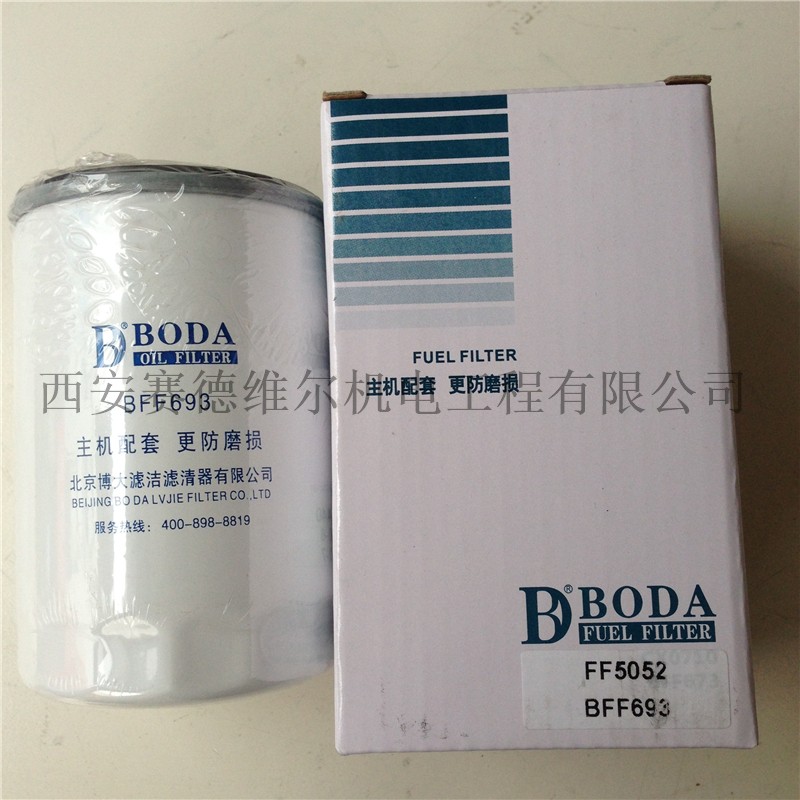 BODA
OIL FILTER
BFF693
主机配套 更防磨损
北京博大滤洁滤清器有限公司
BEIJING BO DA LVJIE FILTER CO.,LTD
服务热线：400-898-8819
FUEL FILTER
主机配套 更防磨损
西安赛德维尔机电工程有限公司
B®BODA
FUEL FILTER
FF5052
BFF693